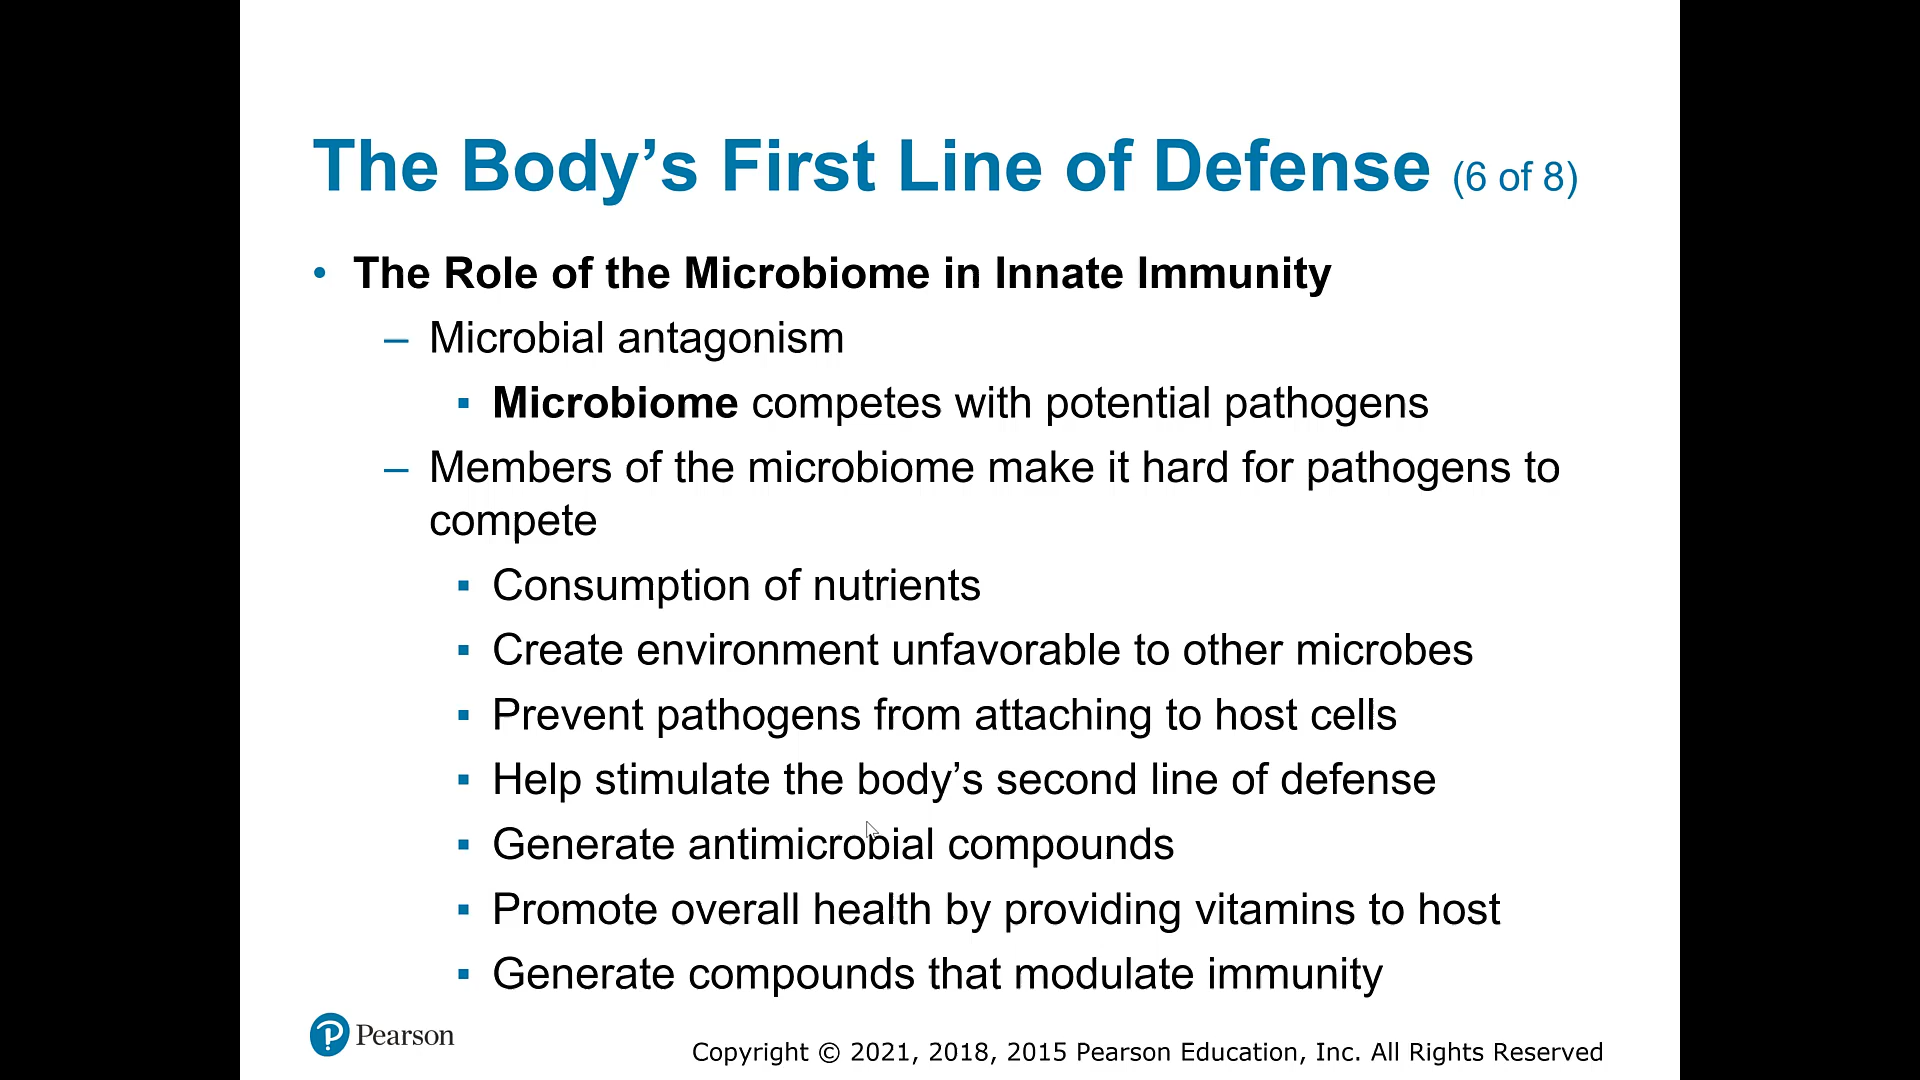 The Body’s First Line of Defense (6 of 8)
• The Role of the Microbiome in Innate Immunity
– Microbial antagonism
▪ Microbiome competes with potential pathogens
– Members of the microbiome make it hard for pathogens to
compete
▪ Consumption of nutrients
▪ Create environment unfavorable to other microbes
▪ Prevent pathogens from attaching to host cells
▪ Help stimulate the body’s second line of defense
▪ Generate antimicrobial compounds
▪ Promote overall health by providing vitamins to host
▪ Generate compounds that modulate immunity
Pearson
Copyright © 2021, 2018, 2015 Pearson Education, Inc. All Rights Reserved